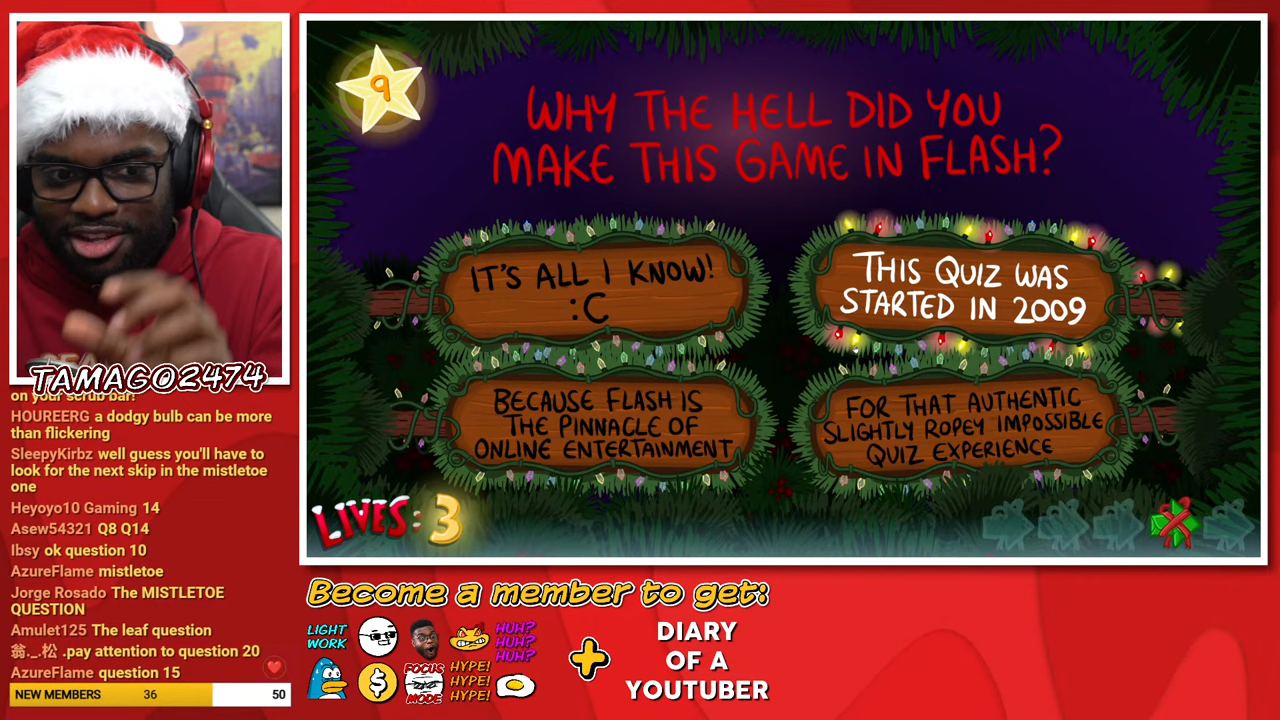 TAMAGO2474
on your scrub bar!
HOUREERG a dodgy bulb can be more
than flickering
SleepyKirbz well guess you'll have to
look for the next skip in the mistletoe
one
Heyoyo10 Gaming 14
Asew54321 Q8 Q14
Ibsy ok question 10
AzureFlame mistletoe
Jorge Rosado The MISTLETOE
QUESTION
Amulet125 The leaf question
翁._.松 .pay attention to question 20
AzureFlame question 15
NEW MEMBERS 36 50
9
WHY THE HELL DID YOU
MAKE THIS GAME IN FLASH?
IT'S ALL I KNOW!
:C
THIS QUIZ WAS
STARTED IN 2009
BECAUSE FLASH IS
THE PINNACLE OF
ONLINE ENTERTAINMENT
FOR THAT AUTHENTIC
SLIGHTLY ROPEY IMPOSSIBLE
QUIZ EXPERIENCE
LIVES: 3
Become a member to get:
LIGHT
WORK
FOCUS
MODE
HYPE!
HYPE!
HYPE!
HUH?
HUH?
HUH?
$
+
DIARY
OF A
YOUTUBER